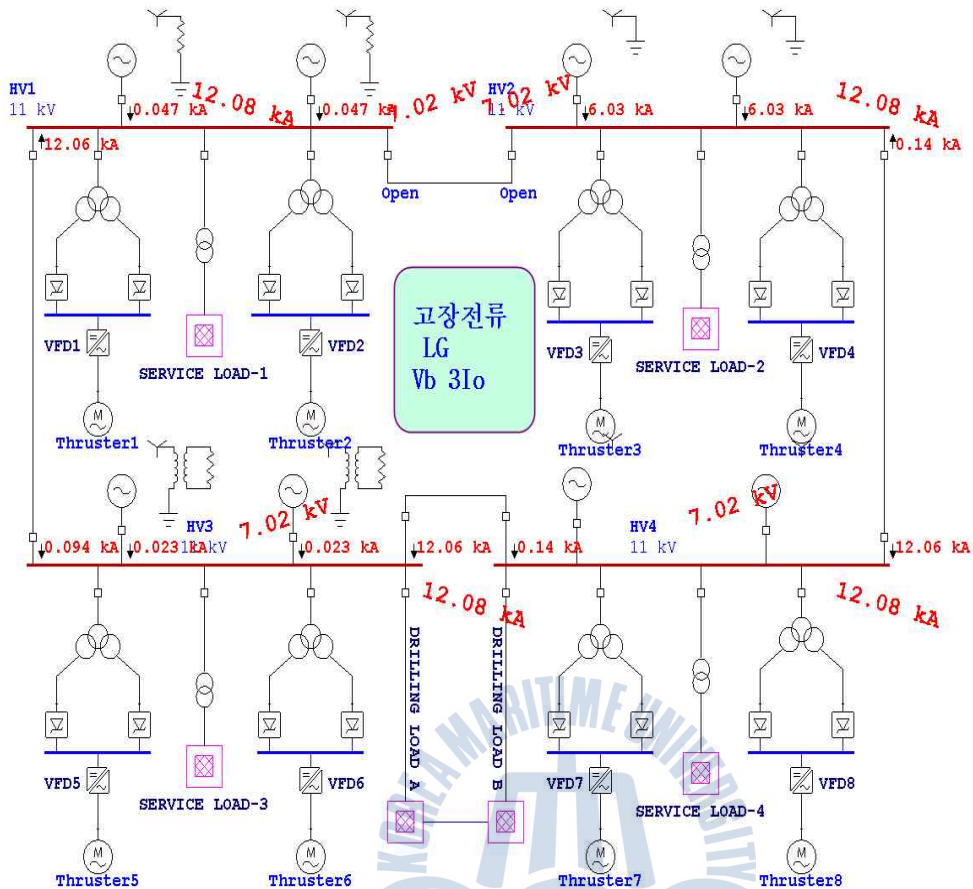 HV1
11 kV
12.08 kA
0.047 kA
0.047 kA
7.02 kV
12.06 kA
HV2
11 kV
7.02 kV
6.03 kA
6.03 kA
12.08 kA
0.14 kA
Open
Open
VFD1
VFD2
SERVICE LOAD-1
Thruster1
Thruster2
고장전류
LG
Vb 3Io
VFD3
VFD4
SERVICE LOAD-2
Thruster3
Thruster4
HV3
kV
7.02 kV
0.094 kA
0.023 kA
0.023 kA
12.06 kA
12.08 kA
HV4
11 kV
7.02 kV
0.14 kA
12.06 kA
12.08 kA
DRILLING LOAD A
DRILLING LOAD B
VFD5
VFD6
SERVICE LOAD-3
Thruster5
Thruster6
VFD7
VFD8
SERVICE LOAD-4
Thruster7
Thruster8
KOREA MARITIME UNIVERSITY
M
M
M
M
M
M
M
M